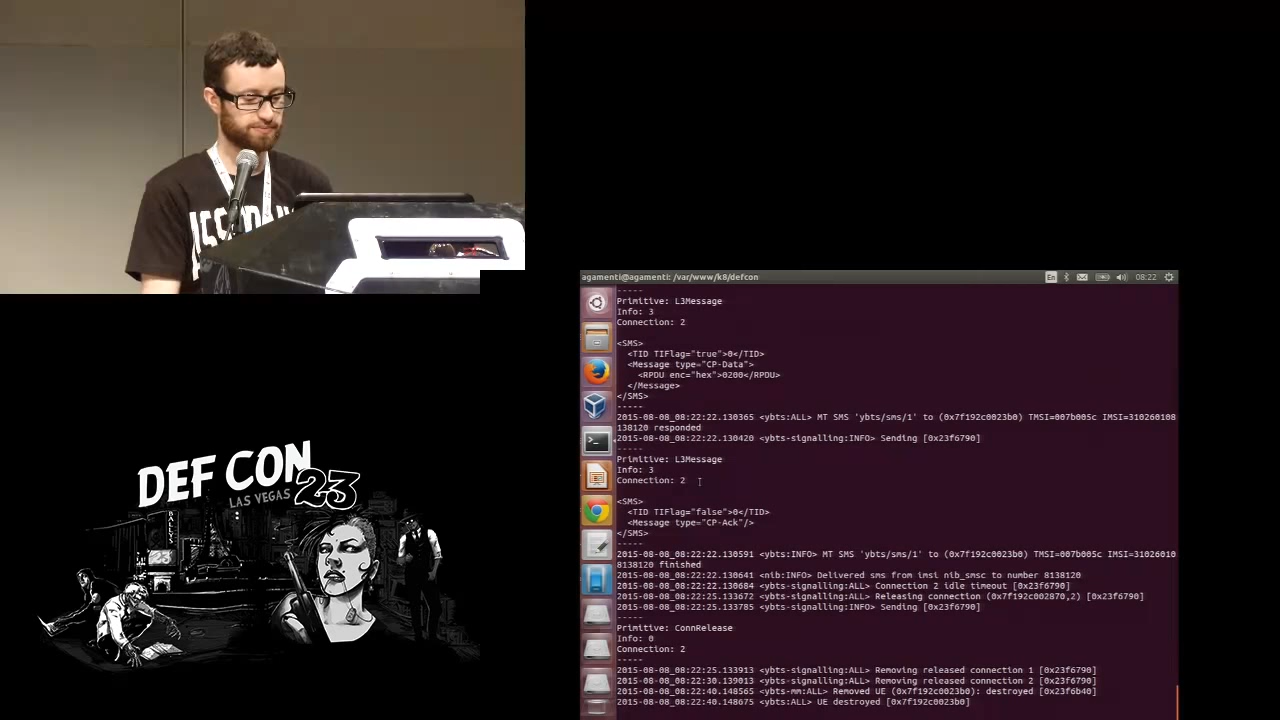 DEF CON 23
LAS VEGAS
BALLYS
23
agamenti@agamenti: /var/www/k8/defcon
En
08:22
-----
Primitive: L3Message
Info: 3
Connection: 2
<SMS>
<TID TIFlag="true">0</TID>
<Message type="CP-Data">
<RPDU enc="hex">0200</RPDU>
</Message>
</SMS>
-----
2015-08-08_08:22:22.130365 <ybts:ALL> MT SMS 'ybts/sms/1' to (0x7f192c0023b0) TMSI=007b005c IMSI=310260108
138120 responded
2015-08-08_08:22:22.130420 <ybts-signalling:INFO> Sending [0x23f6790]
-----
Primitive: L3Message
Info: 3
Connection: 2
<SMS>
<TID TIFlag="false">0</TID>
<Message type="CP-Ack"/>
</SMS>
-----
2015-08-08_08:22:22.130591 <ybts:INFO> MT SMS 'ybts/sms/1' to (0x7f192c0023b0) TMSI=007b005c IMSI=31026010
8138120 finished
2015-08-08_08:22:22.130641 <nib:INFO> Delivered sms from imsi nib_smsc to number 8138120
2015-08-08_08:22:22.130684 <ybts-signalling:ALL> Connection 2 idle timeout [0x23f6790]
2015-08-08_08:22:25.133672 <ybts-signalling:ALL> Releasing connection (0x7f192c002870,2) [0x23f6790]
2015-08-08_08:22:25.133785 <ybts-signalling:INFO> Sending [0x23f6790]
-----
Primitive: ConnRelease
Info: 0
Connection: 2
-----
2015-08-08_08:22:25.133913 <ybts-signalling:ALL> Removing released connection 1 [0x23f6790]
2015-08-08_08:22:30.139013 <ybts-signalling:ALL> Removing released connection 2 [0x23f6790]
2015-08-08_08:22:40.148565 <ybts-mm:ALL> Removed UE (0x7f192c0023b0): destroyed [0x23f6b40]
2015-08-08_08:22:40.148675 <ybts:ALL> UE destroyed [0x7f192c0023b0]